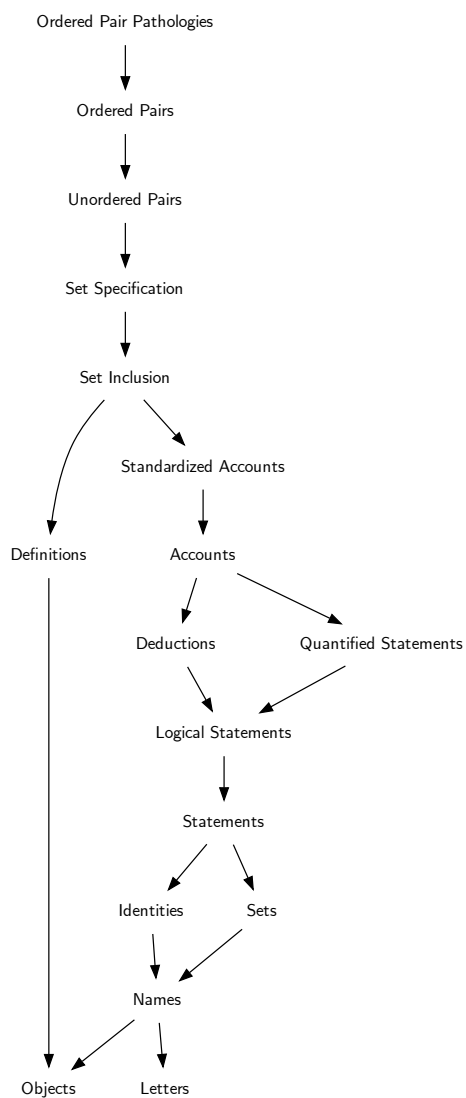 Ordered Pair Pathologies
Ordered Pairs
Unordered Pairs
Set Specification
Set Inclusion
Standardized Accounts
Definitions
Accounts
Deductions
Quantified Statements
Logical Statements
Statements
Identities
Sets
Names
Objects
Letters